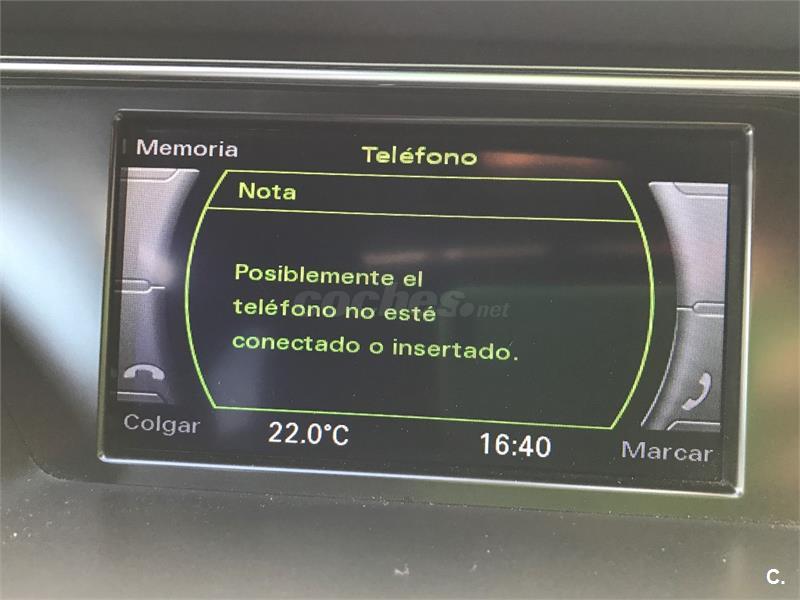 Memoria
Teléfono
Nota
Posiblemente el
teléfono no esté
conectado o insertado.
coches.net
Colgar
22.0°C
16:40
Marcar
C.